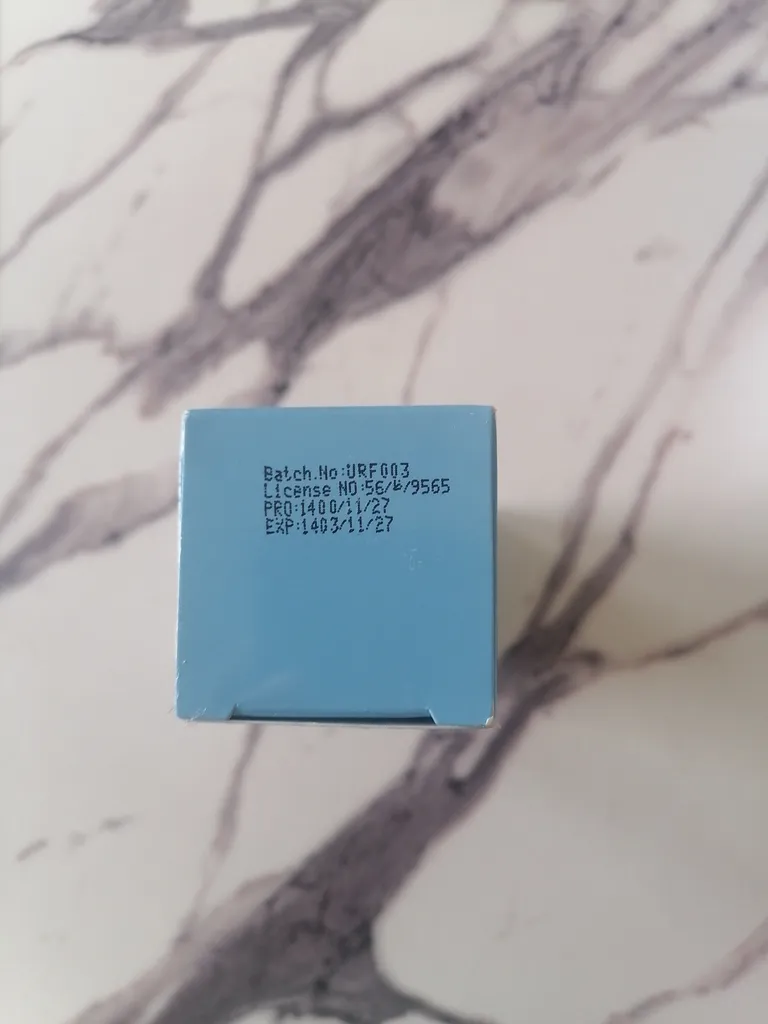 Batch.No:URF003
License NO:56/ط/9565
PRO:1400/11/27
EXP:1403/11/27